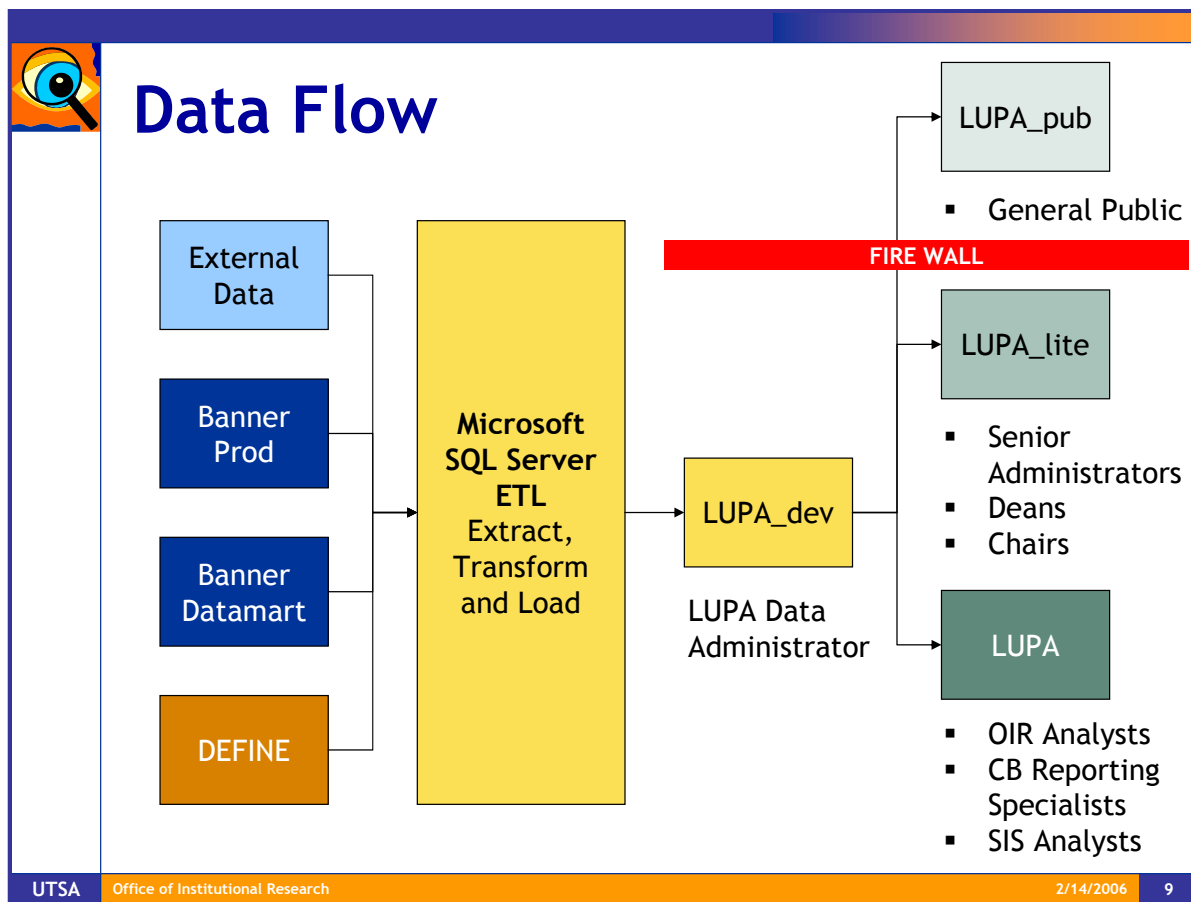 Data Flow
External
Data
Banner
Prod
Banner
Datamart
DEFINE
Microsoft
SQL Server
ETL
Extract,
Transform
and Load
LUPA_dev
LUPA Data
Administrator
LUPA_pub
▪ General Public
FIRE WALL
LUPA_lite
▪ Senior
Administrators
▪ Deans
▪ Chairs
LUPA
▪ OIR Analysts
▪ CB Reporting
Specialists
▪ SIS Analysts
UTSA
Office of Institutional Research
2/14/2006
9